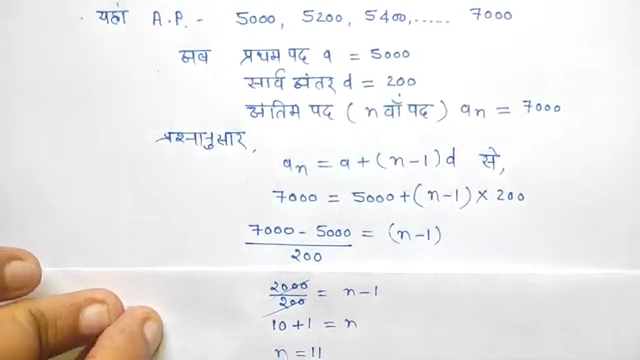 यहाँ A.P. - 5000, 5200, 5400, ..... 7000
अब प्रथम पद a = 5000
सार्व अंतर d = 200
अंतिम पद (n वाँ पद) an = 7000
प्रश्नानुसार,
an = a + (n-1) d से,
7000 = 5000 + (n-1) × 200
7000 - 5000 / 200 = (n-1)
2000 / 200 = n-1
10 + 1 = n
n = 11